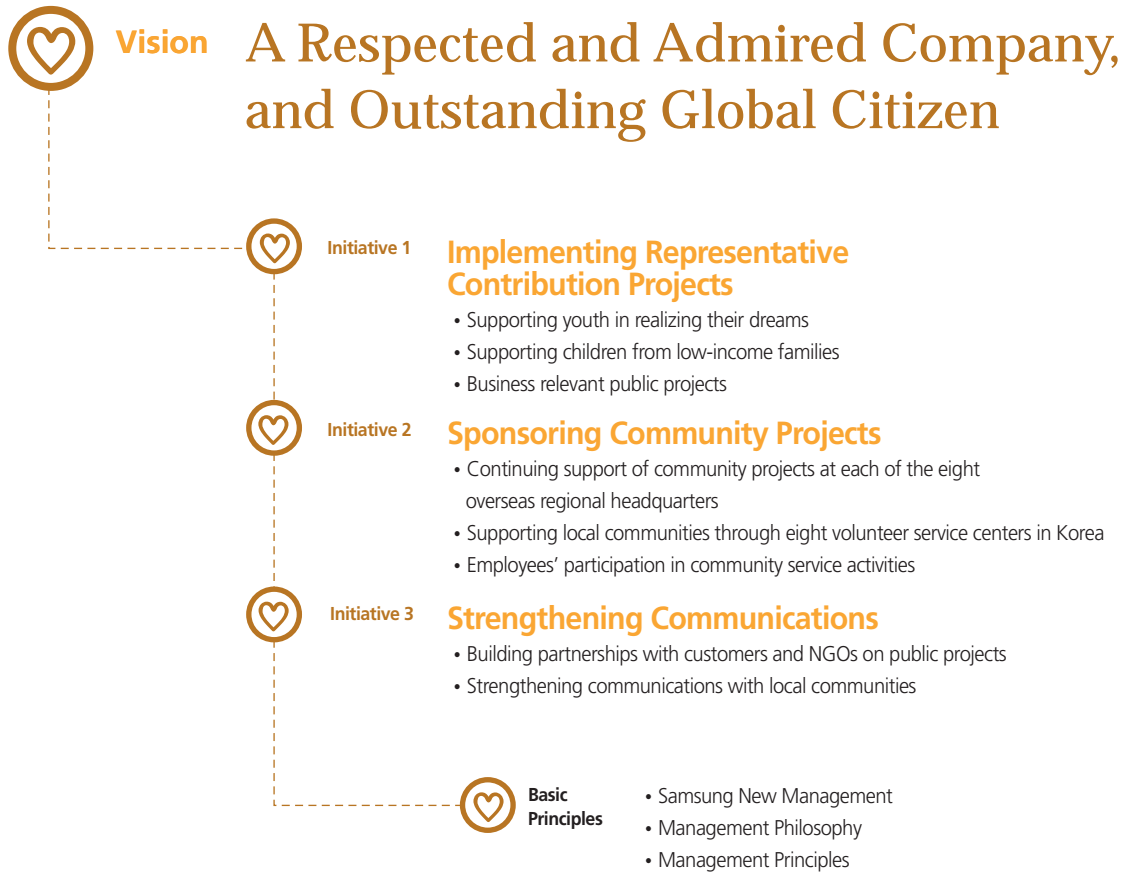 Vision
A Respected and Admired Company,
and Outstanding Global Citizen
Initiative 1
Implementing Representative
Contribution Projects
• Supporting youth in realizing their dreams
• Supporting children from low-income families
• Business relevant public projects
Initiative 2
Sponsoring Community Projects
• Continuing support of community projects at each of the eight
overseas regional headquarters
• Supporting local communities through eight volunteer service centers in Korea
• Employees’ participation in community service activities
Initiative 3
Strengthening Communications
• Building partnerships with customers and NGOs on public projects
• Strengthening communications with local communities
Basic
Principles
• Samsung New Management
• Management Philosophy
• Management Principles